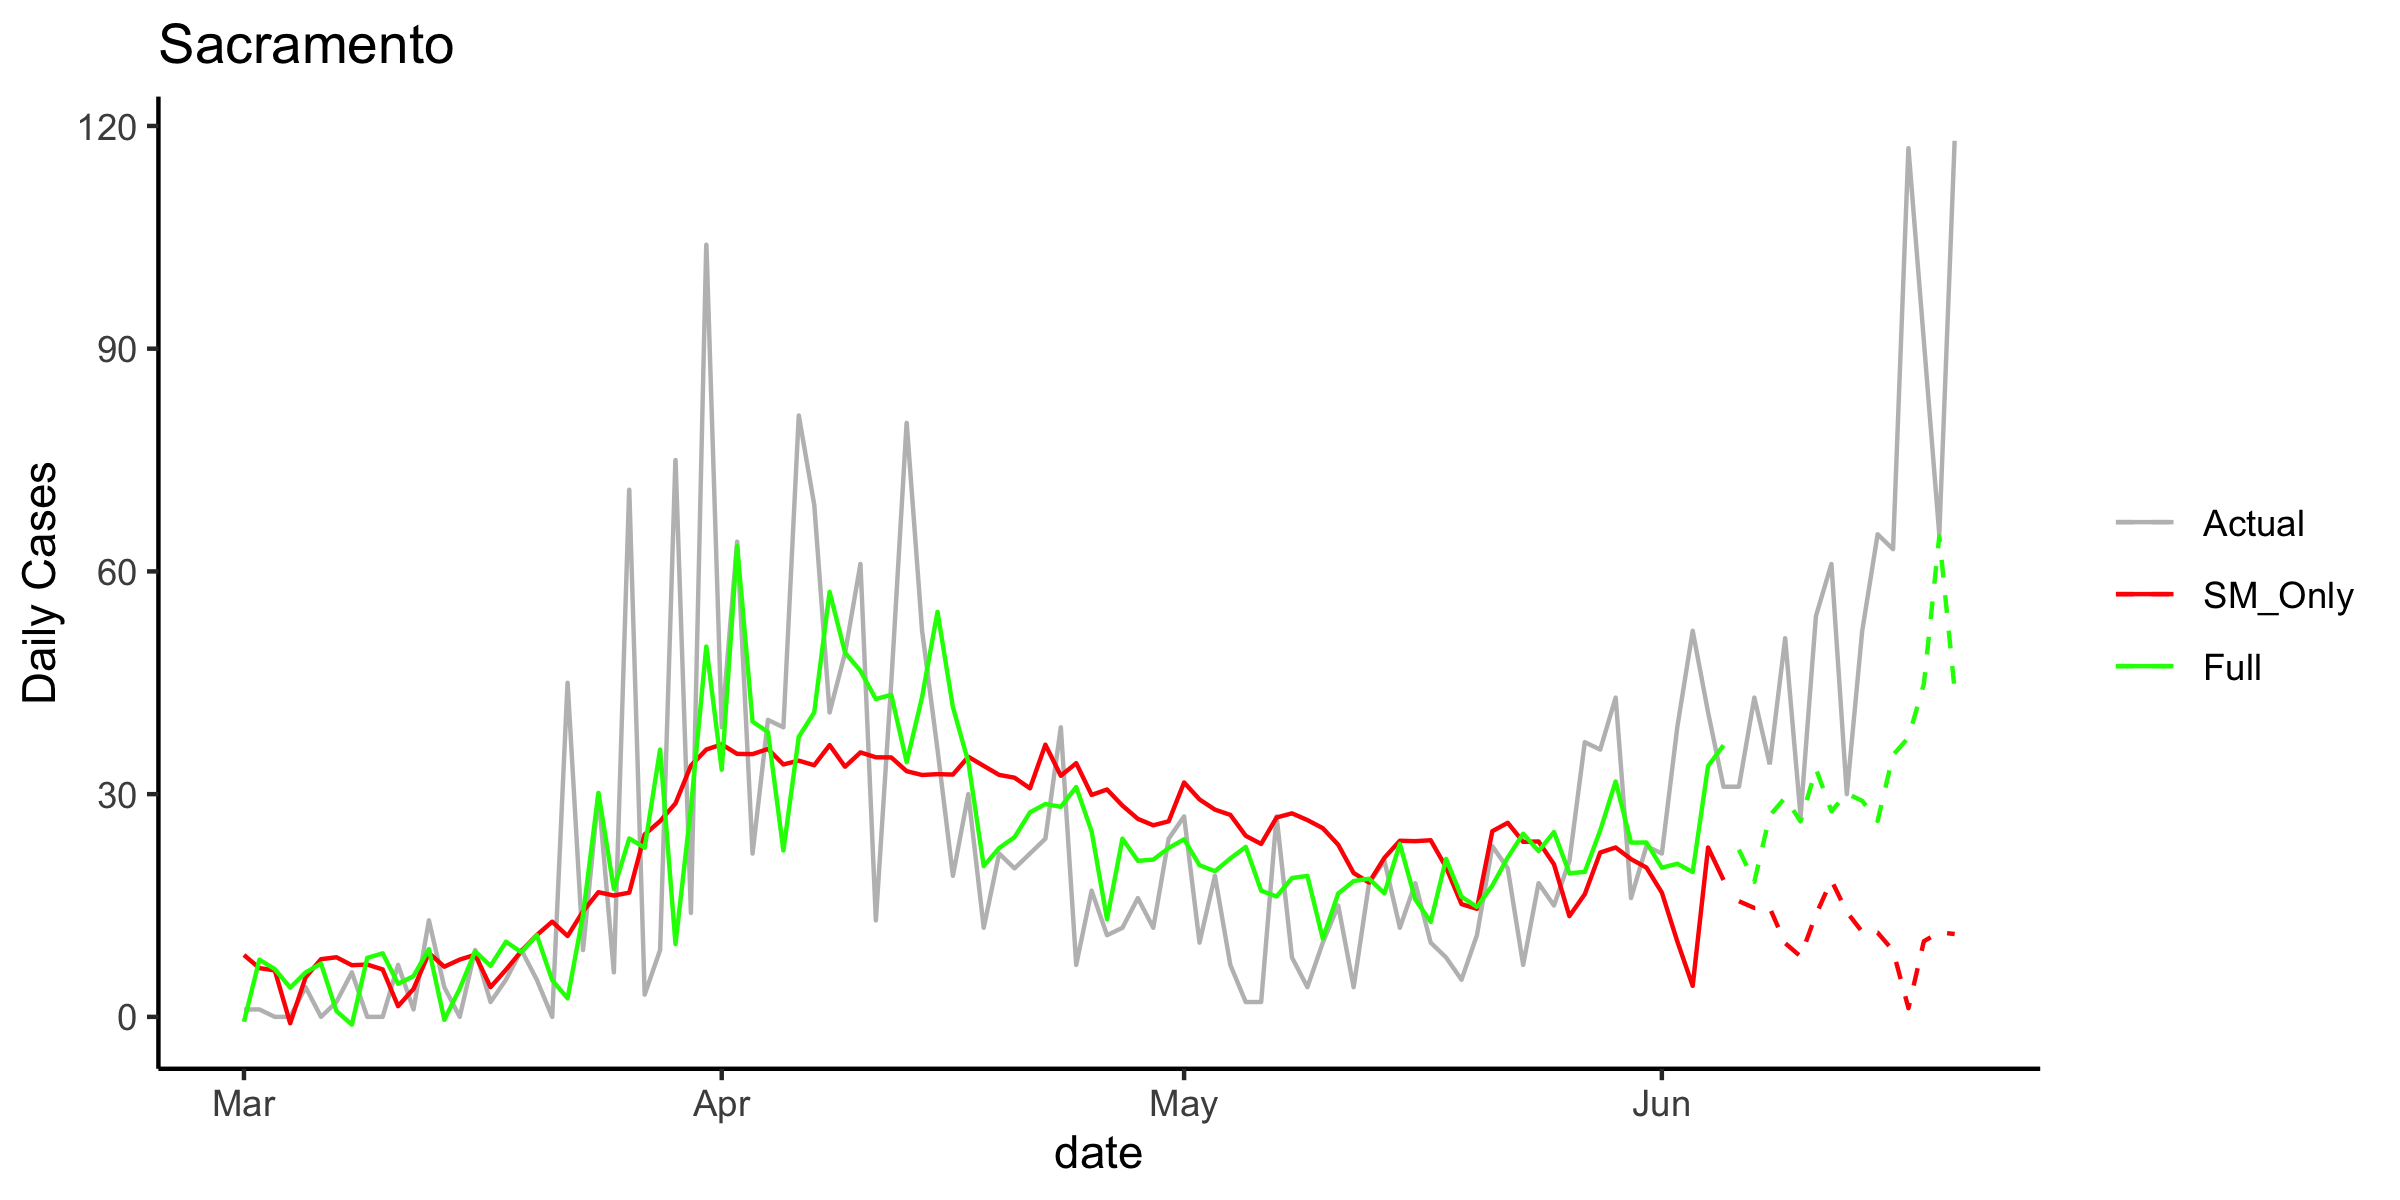 Sacramento
120
90
60
30
0
Daily Cases
Mar Apr May Jun
date
Actual
SM_Only
Full